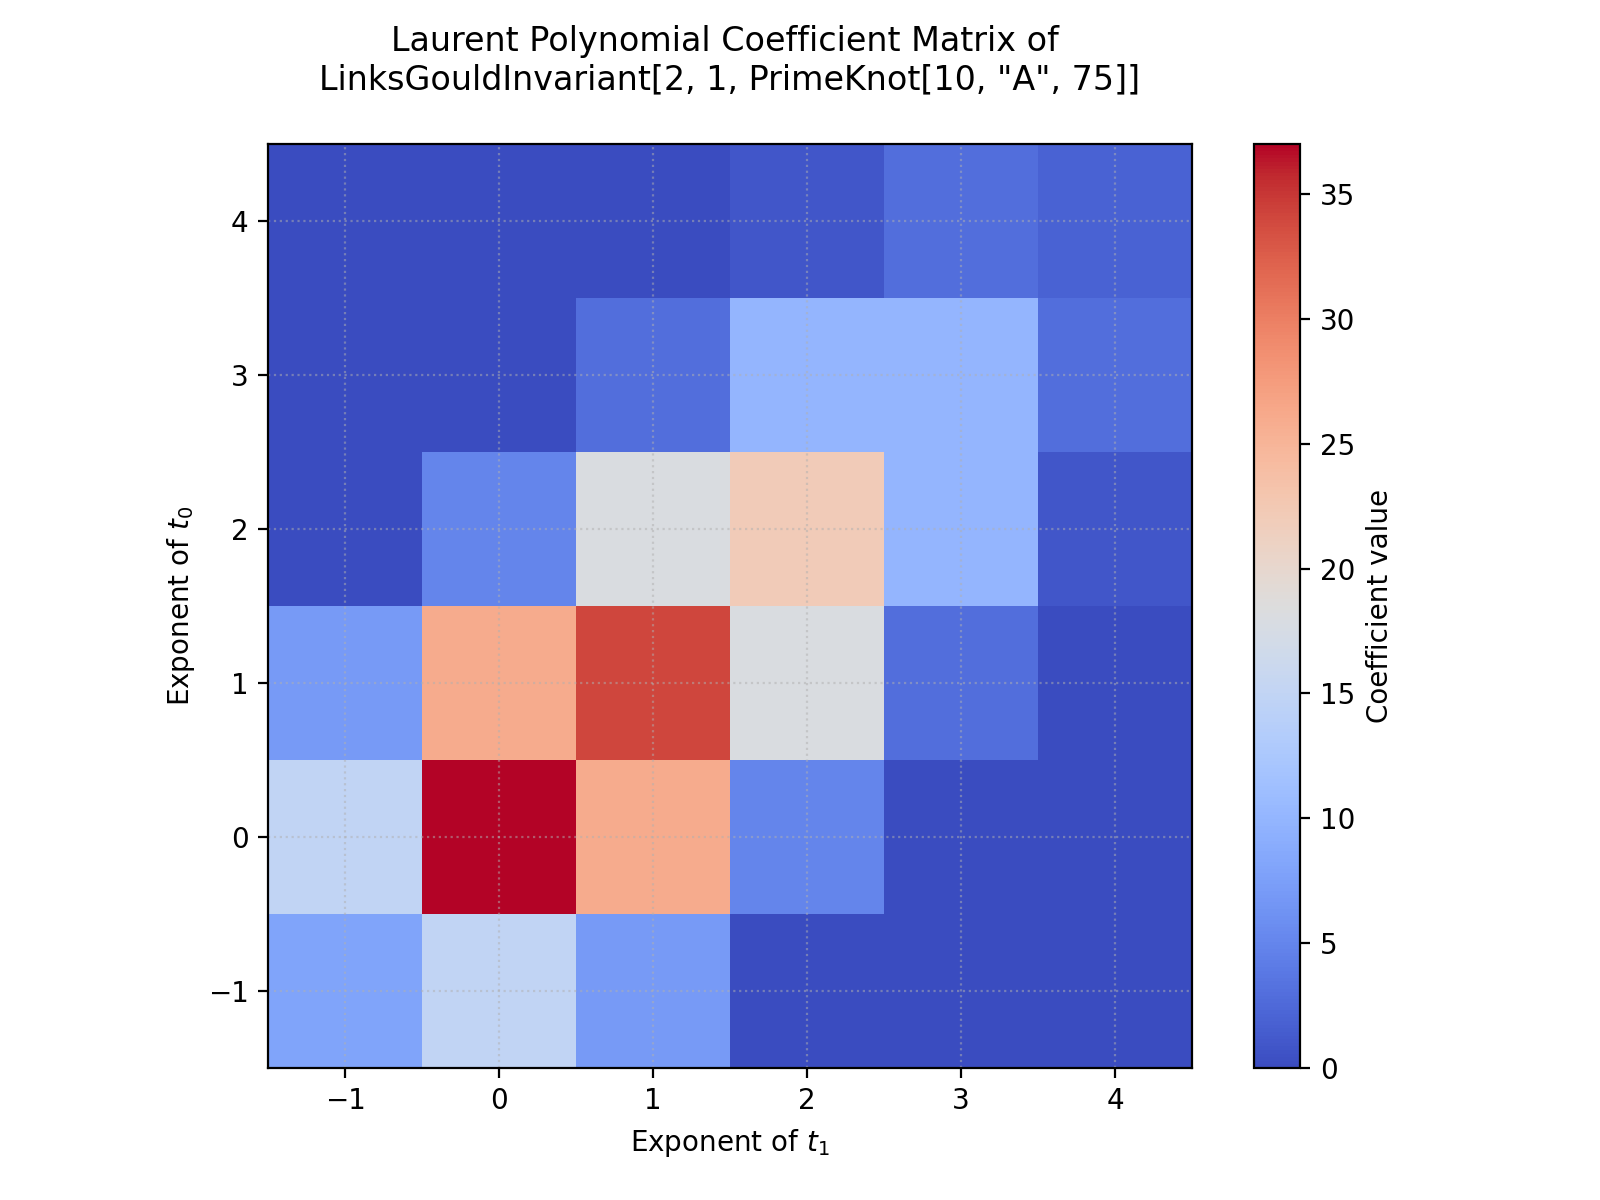 Laurent Polynomial Coefficient Matrix of
LinksGouldInvariant[2, 1, PrimeKnot[10, "A", 75]]
4
3
2
1
0
−1
Exponent of t₀
−1 0 1 2 3 4
Exponent of t₁
35
30
25
20
15
10
5
0
Coefficient value